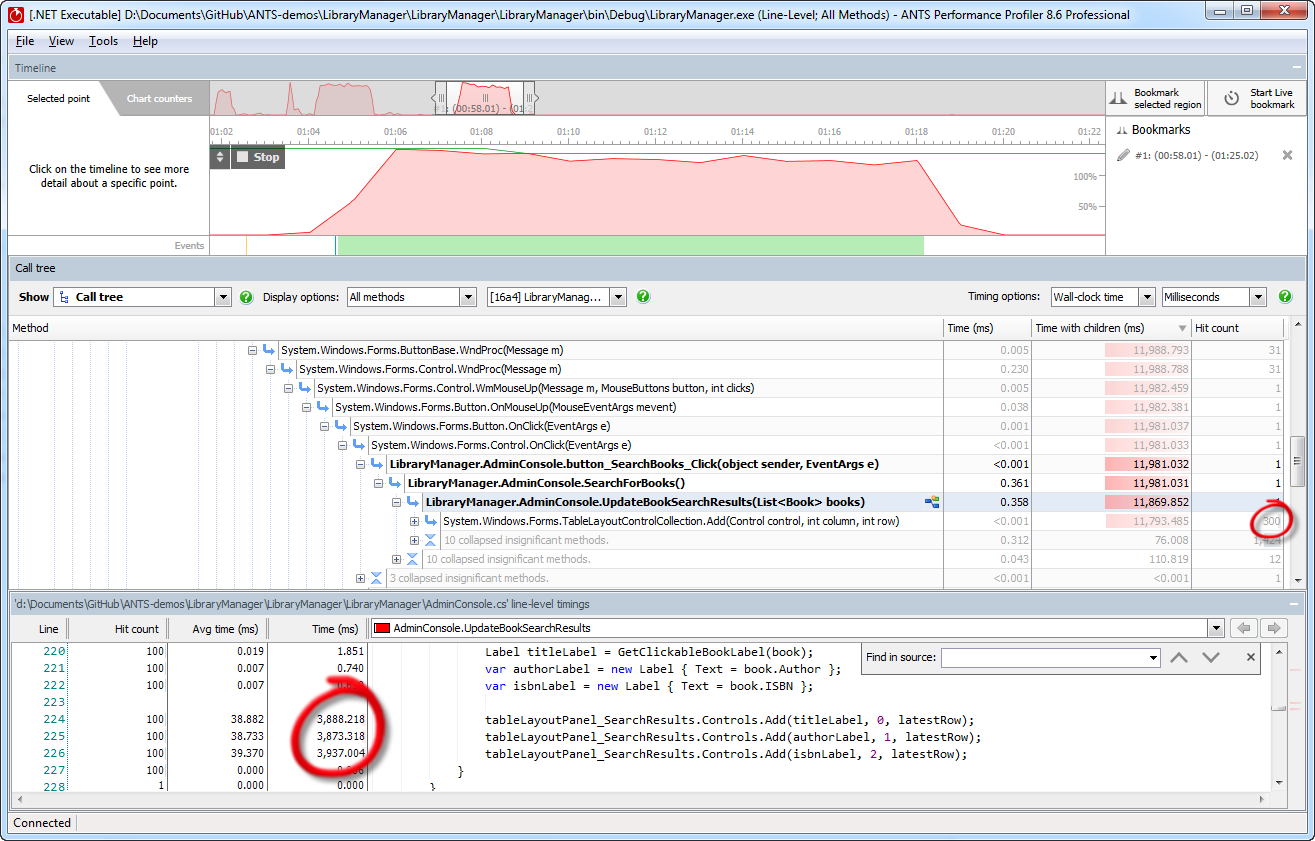 [.NET Executable] D:\Documents\GitHub\ANTS-demos\LibraryManager\LibraryManager\LibraryManager\bin\Debug\LibraryManager.exe (Line-Level; All Methods) - ANTS Performance Profiler 8.6 Professional
File View Tools Help
Timeline
Selected point Chart counters
#1: (00:58.01) - (01:2
Bookmark selected region
Start Live bookmark
01:02 01:04 01:06 01:08 01:10 01:12 01:14 01:16 01:18 01:20 01:22
Bookmarks
#1: (00:58.01) - (01:25.02)
Stop
Click on the timeline to see more
detail about a specific point.
100%
50%
Events
Call tree
Show Call tree Display options: All methods [16a4] LibraryManag... Timing options: Wall-clock time Milliseconds
Method Time (ms) Time with children (ms) Hit count
System.Windows.Forms.ButtonBase.WndProc(Message m) 0.005 11,988.793 31
System.Windows.Forms.Control.WndProc(Message m) 0.230 11,988.788 31
System.Windows.Forms.Control.WmMouseUp(Message m, MouseButtons button, int clicks) 0.005 11,982.459 1
System.Windows.Forms.Button.OnMouseUp(MouseEventArgs mevent) 0.038 11,982.381 1
System.Windows.Forms.Button.OnClick(EventArgs e) <0.001 11,981.037 1
System.Windows.Forms.Control.OnClick(EventArgs e) <0.001 11,981.033 1
LibraryManager.AdminConsole.button_SearchBooks_Click(object sender, EventArgs e) <0.001 11,981.032 1
LibraryManager.AdminConsole.SearchForBooks() 0.361 11,981.031 1
LibraryManager.AdminConsole.UpdateBookSearchResults(List<Book> books) 0.358 11,869.852 1
System.Windows.Forms.TableLayoutControlCollection.Add(Control control, int column, int row) <0.001 11,793.485 300
10 collapsed insignificant methods. 0.312 76.008 1,424
10 collapsed insignificant methods. 0.043 110.819 12
3 collapsed insignificant methods. <0.001 <0.001 1
'd:\Documents\GitHub\ANTS-demos\LibraryManager\LibraryManager\LibraryManager\AdminConsole.cs' line-level timings
Line Hit count Avg time (ms) Time (ms) AdminConsole.UpdateBookSearchResults
Find in source:
220 100 0.019 1.851 Label titleLabel = GetClickableBookLabel(book);
221 100 0.007 0.740 var authorLabel = new Label { Text = book.Author };
222 100 0.007 var isbnLabel = new Label { Text = book.ISBN };
223
224 100 38.882 3,888.218 tableLayoutPanel_SearchResults.Controls.Add(titleLabel, 0, latestRow);
225 100 38.733 3,873.318 tableLayoutPanel_SearchResults.Controls.Add(authorLabel, 1, latestRow);
226 100 39.370 3,937.004 tableLayoutPanel_SearchResults.Controls.Add(isbnLabel, 2, latestRow);
227 100 0.000 }
228 1 0.000 0.000 }
Connected